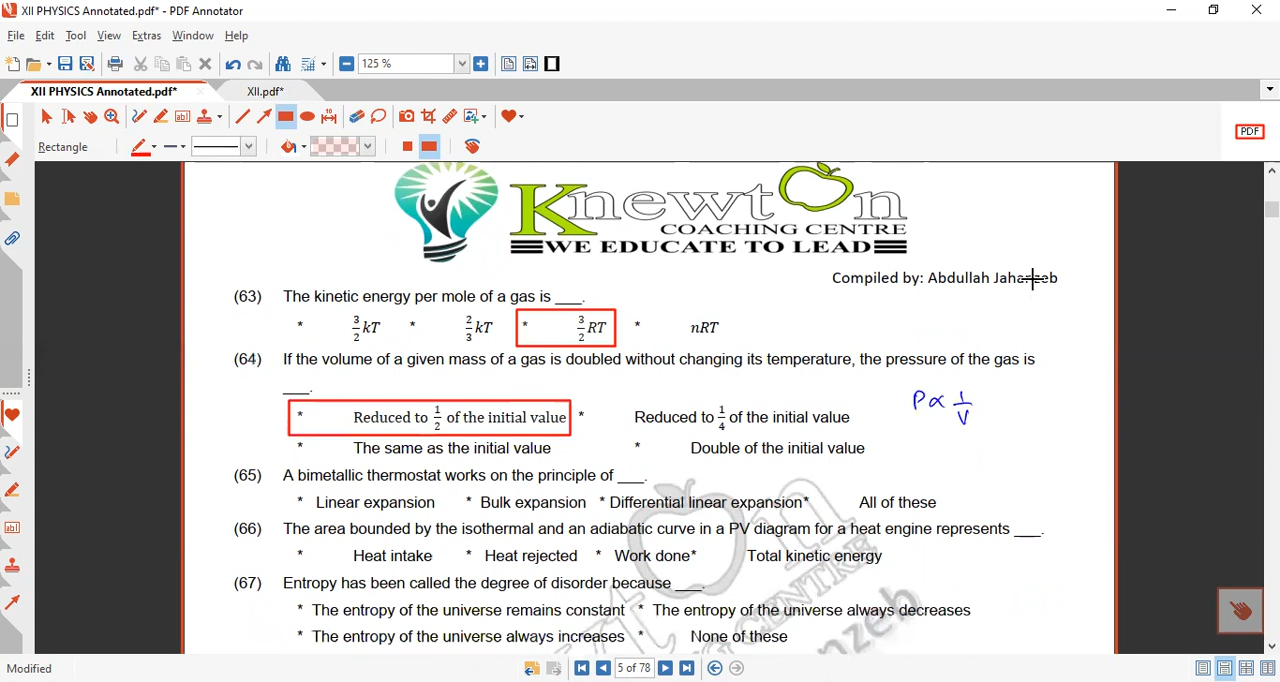 XII PHYSICS Annotated.pdf* - PDF Annotator
File Edit Tool View Extras Window Help
125 %
XII PHYSICS Annotated.pdf* XII.pdf*
Rectangle
PDF
Knewton
COACHING CENTRE
WE EDUCATE TO LEAD
Compiled by: Abdullah Jahanzeb
(63) The kinetic energy per mole of a gas is ___.
* 3/2 kT * 2/3 kT * 3/2 RT * nRT
(64) If the volume of a given mass of a gas is doubled without changing its temperature, the pressure of the gas is
___.
* Reduced to 1/2 of the initial value * Reduced to 1/4 of the initial value
P∝ 1/V
* The same as the initial value * Double of the initial value
(65) A bimetallic thermostat works on the principle of ___.
* Linear expansion * Bulk expansion * Differential linear expansion* All of these
(66) The area bounded by the isothermal and an adiabatic curve in a PV diagram for a heat engine represents ___.
* Heat intake * Heat rejected * Work done* Total kinetic energy
(67) Entropy has been called the degree of disorder because ___.
* The entropy of the universe remains constant * The entropy of the universe always decreases
* The entropy of the universe always increases * None of these
Modified 5 of 78